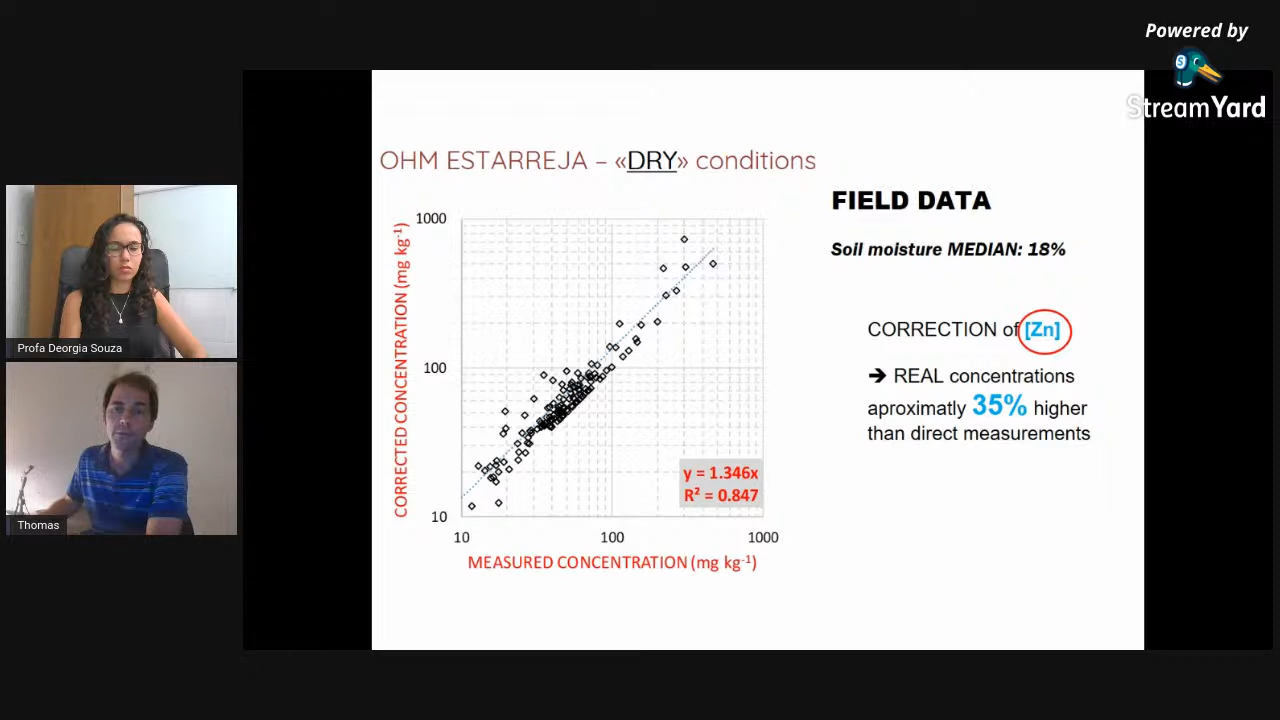 Powered by
StreamYard
OHM ESTARREJA – «DRY» conditions
FIELD DATA
Soil moisture MEDIAN: 18%
CORRECTION of [Zn]
➔ REAL concentrations
aproximatly 35% higher
than direct measurements
CORRECTED CONCENTRATION (mg kg-1)
1000
100
10
y = 1.346x
R² = 0.847
10 100 1000
MEASURED CONCENTRATION (mg kg-1)
Profa Deorgia Souza
Thomas